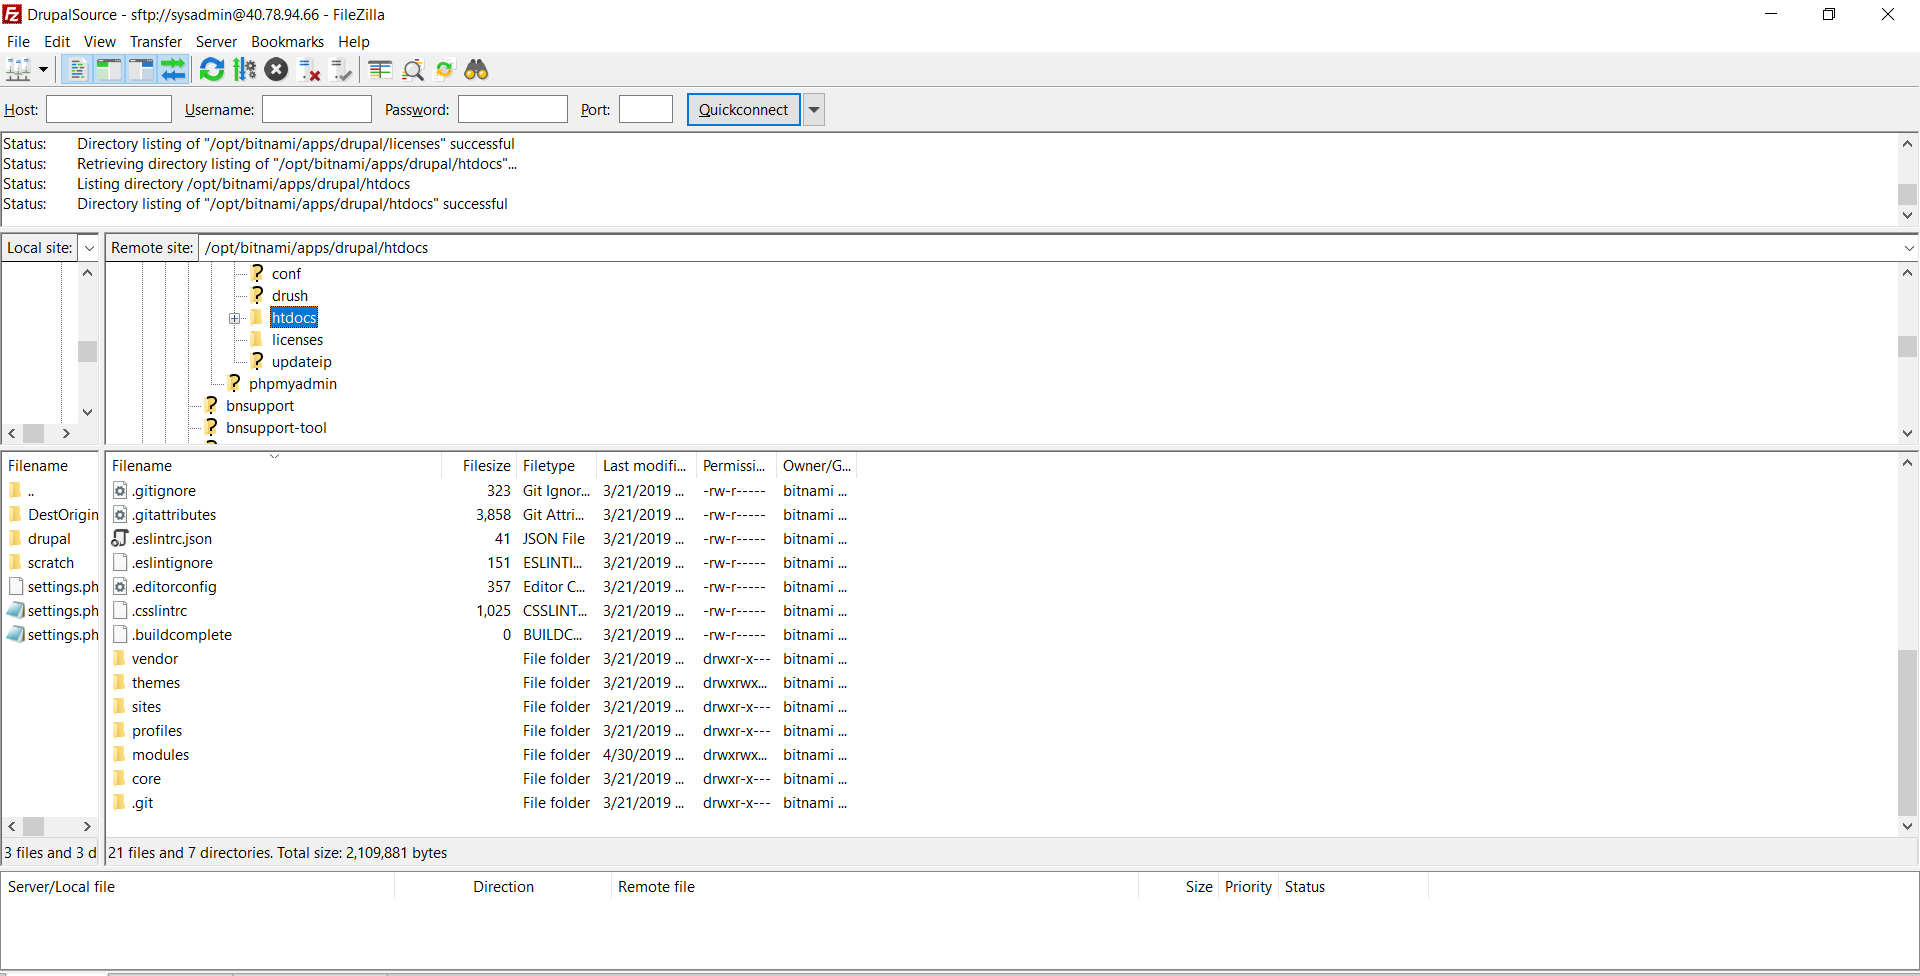 DrupalSource - sftp://sysadmin@40.78.94.66 - FileZilla
File Edit View Transfer Server Bookmarks Help
Host: Username: Password: Port: Quickconnect
Status: Directory listing of "/opt/bitnami/apps/drupal/licenses" successful
Status: Retrieving directory listing of "/opt/bitnami/apps/drupal/htdocs"...
Status: Listing directory /opt/bitnami/apps/drupal/htdocs
Status: Directory listing of "/opt/bitnami/apps/drupal/htdocs" successful
Local site: Remote site: /opt/bitnami/apps/drupal/htdocs
conf
drush
htdocs
licenses
updateip
phpmyadmin
bnsupport
bnsupport-tool
Filename
..
DestOrigin
drupal
scratch
settings.ph
settings.ph
settings.ph
3 files and 3 d
Filename Filesize Filetype Last modifi... Permissi... Owner/G...
.gitignore 323 Git Ignor... 3/21/2019 ... -rw-r----- bitnami ...
.gitattributes 3,858 Git Attri... 3/21/2019 ... -rw-r----- bitnami ...
.eslintrc.json 41 JSON File 3/21/2019 ... -rw-r----- bitnami ...
.eslintignore 151 ESLINTI... 3/21/2019 ... -rw-r----- bitnami ...
.editorconfig 357 Editor C... 3/21/2019 ... -rw-r----- bitnami ...
.csslintrc 1,025 CSSLINT... 3/21/2019 ... -rw-r----- bitnami ...
.buildcomplete 0 BUILDC... 3/21/2019 ... -rw-r----- bitnami ...
vendor File folder 3/21/2019 ... drwxr-x--- bitnami ...
themes File folder 3/21/2019 ... drwxrwx... bitnami ...
sites File folder 3/21/2019 ... drwxr-x--- bitnami ...
profiles File folder 3/21/2019 ... drwxr-x--- bitnami ...
modules File folder 4/30/2019 ... drwxrwx... bitnami ...
core File folder 3/21/2019 ... drwxr-x--- bitnami ...
.git File folder 3/21/2019 ... drwxr-x--- bitnami ...
21 files and 7 directories. Total size: 2,109,881 bytes
Server/Local file Direction Remote file Size Priority Status